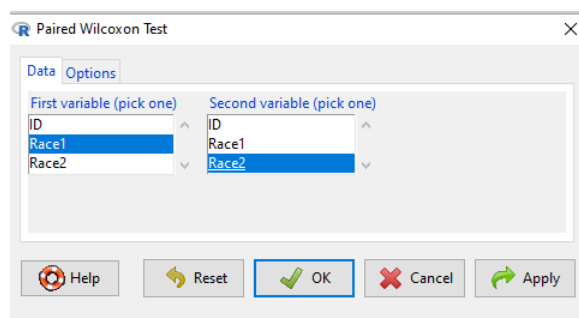 Paired Wilcoxon Test
Data Options
First variable (pick one) Second variable (pick one)
ID ID
Race1 Race1
Race2 Race2
Help Reset OK Cancel Apply